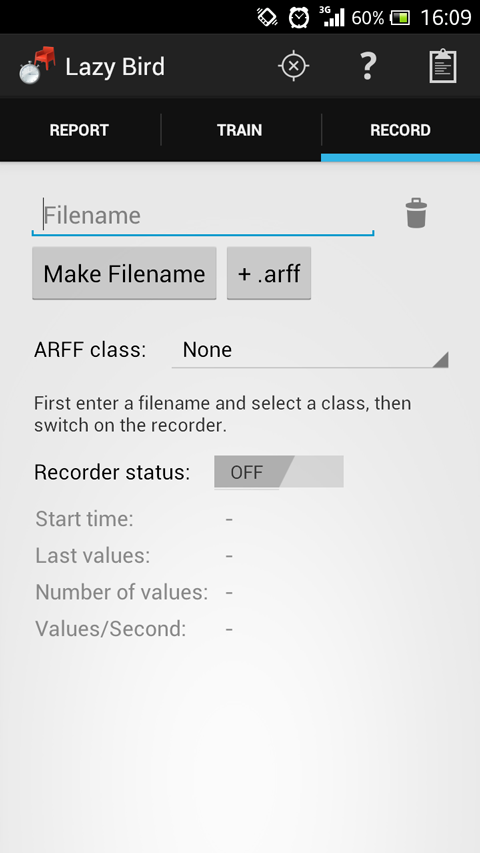 3G 60% 16:09
Lazy Bird ?
REPORT TRAIN RECORD
Filename
Make Filename + .arff
ARFF class: None
First enter a filename and select a class, then
switch on the recorder.
Recorder status: OFF
Start time: -
Last values: -
Number of values: -
Values/Second: -